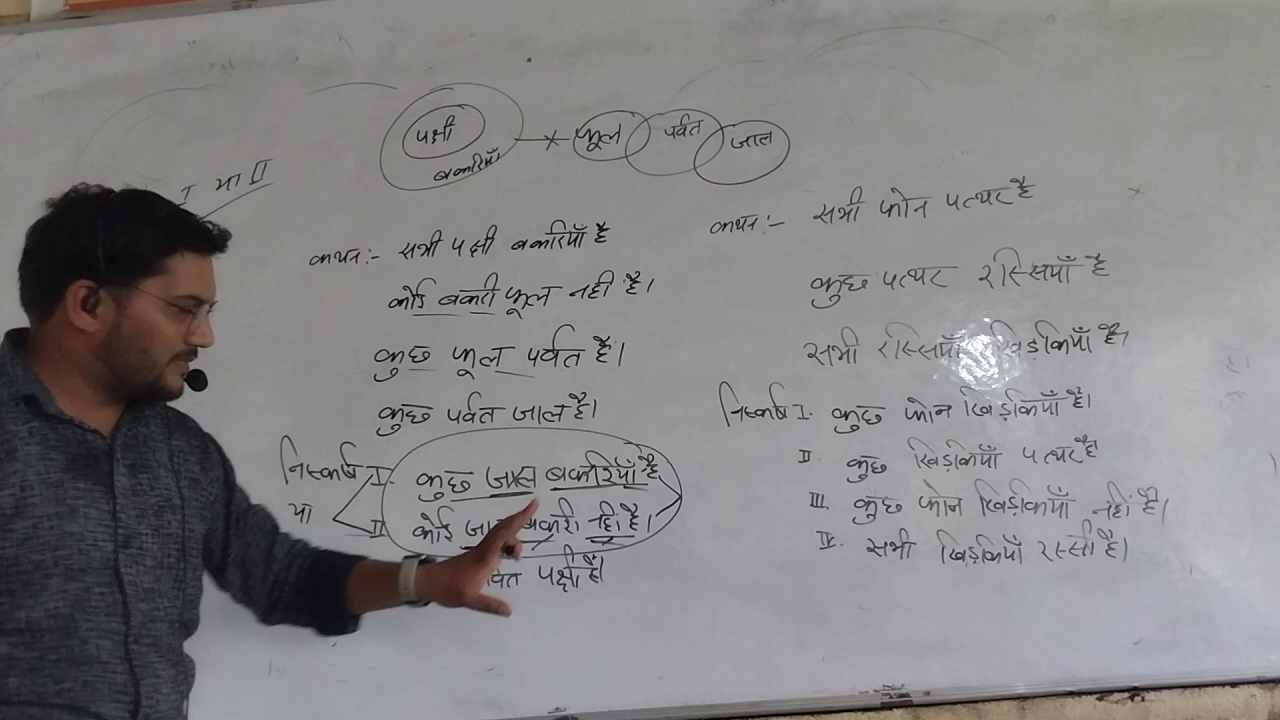 पक्षी
बकरियाँ
फूल
पर्वत
जाल
I या II
कथन:- सभी पक्षी बकरियाँ है
कोई बकरी फूल नही है।
कुछ फूल पर्वत है।
कुछ पर्वत जाल है।
निस्कर्ष I. कुछ जाल बकरियाँ है
या
II कोई जा बकरी नही है।
पक्षी है।
कथन:- सभी फोन पत्थर है
कुछ पत्थर रस्सियाँ है
सभी रस्सियाँ खिड़कियाँ है।
निष्कर्ष I. कुछ फोन खिड़कियाँ है।
II. कुछ खिड़कियाँ पत्थर है
III. कुछ फोन खिड़कियाँ नहीं है।
IV. सभी खिड़कियाँ रस्सी है।